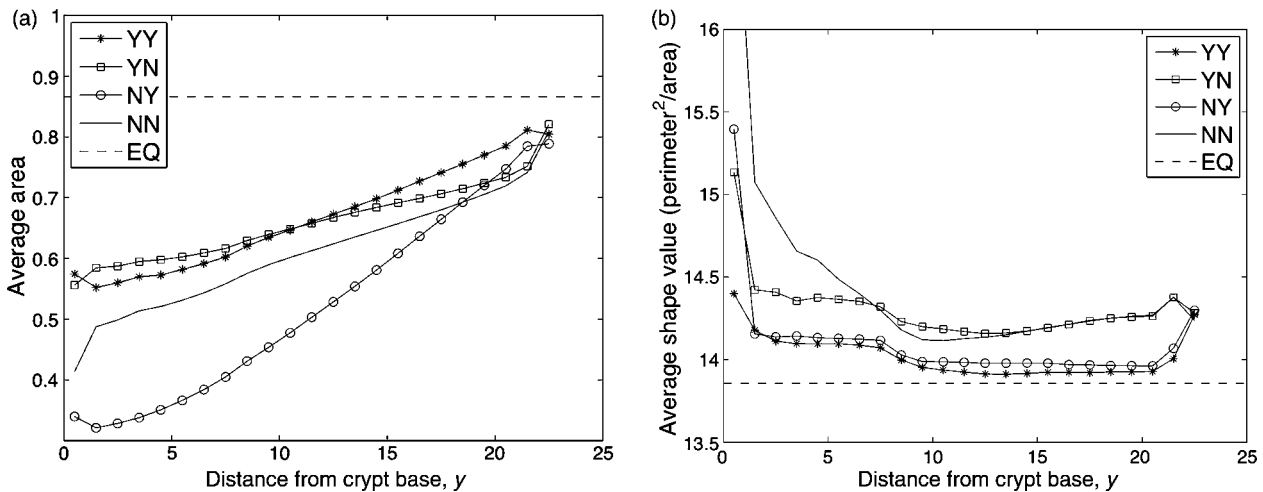 (a)
1
0.9
0.8
0.7
0.6
0.5
0.4
0
5
10
15
20
25
Average area
Distance from crypt base, y
YY
YN
NY
NN
EQ
(b)
16
15.5
15
14.5
14
13.5
0
5
10
15
20
25
Average shape value (perimeter²/area)
Distance from crypt base, y
YY
YN
NY
NN
EQ